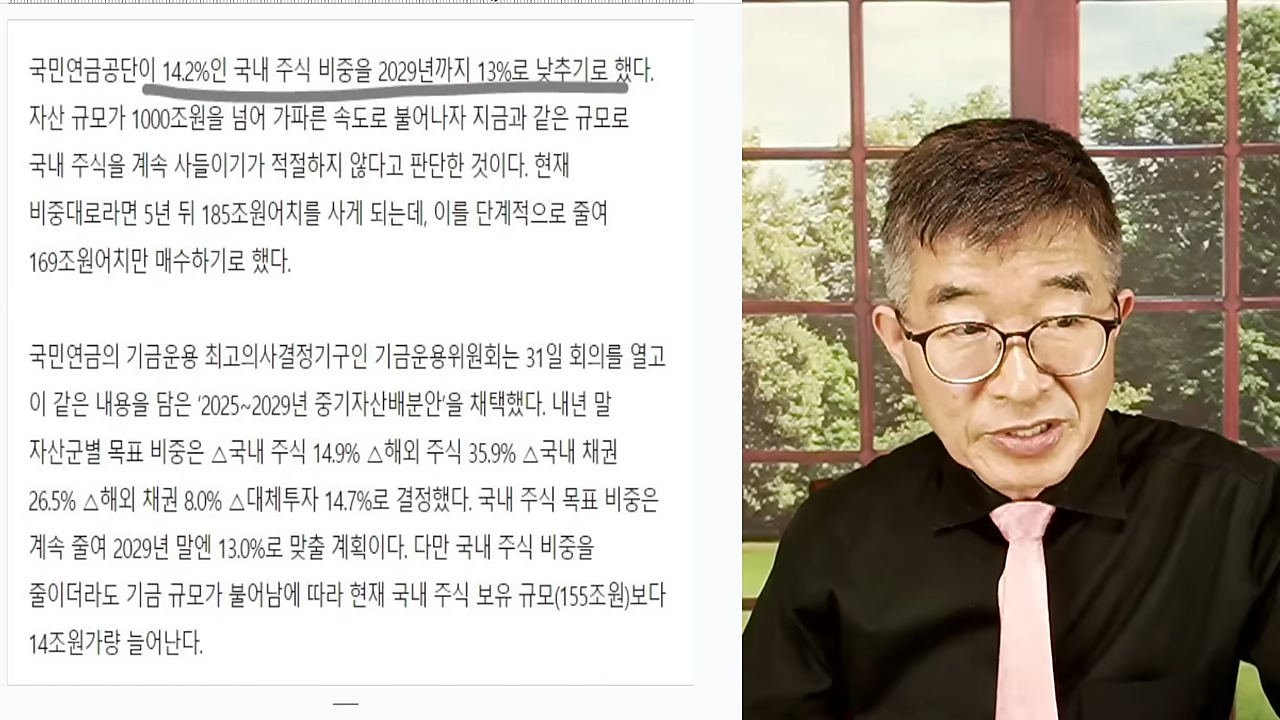 국민연금공단이 14.2%인 국내 주식 비중을 2029년까지 13%로 낮추기로 했다.
자산 규모가 1000조원을 넘어 가파른 속도로 불어나자 지금과 같은 규모로
국내 주식을 계속 사들이기가 적절하지 않다고 판단한 것이다. 현재
비중대로라면 5년 뒤 185조원어치를 사게 되는데, 이를 단계적으로 줄여
169조원어치만 매수하기로 했다.
국민연금의 기금운용 최고의사결정기구인 기금운용위원회는 31일 회의를 열고
이 같은 내용을 담은 ‘2025~2029년 중기자산배분안’을 채택했다. 내년 말
자산군별 목표 비중은 △국내 주식 14.9% △해외 주식 35.9% △국내 채권
26.5% △해외 채권 8.0% △대체투자 14.7%로 결정했다. 국내 주식 목표 비중은
계속 줄여 2029년 말엔 13.0%로 맞출 계획이다. 다만 국내 주식 비중을
줄이더라도 기금 규모가 불어남에 따라 현재 국내 주식 보유 규모(155조원)보다
14조원가량 늘어난다.